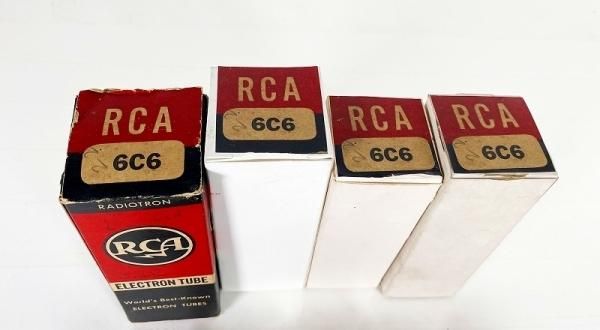 RCA
6C6
RADIOTRON
RCA
ELECTRON TUBE
World's Best-Known
ELECTRON TUBES
RCA
6C6
RCA
6C6
RCA
6C6